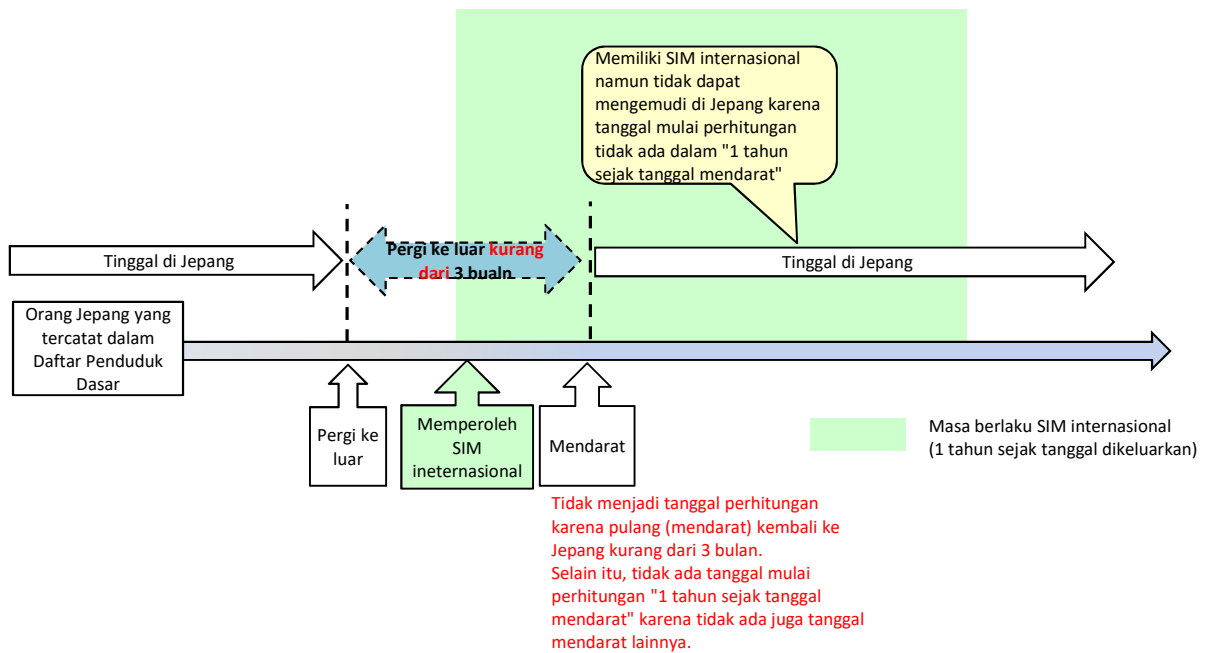 Memiliki SIM internasional
namun tidak dapat
mengemudi di Jepang karena
tanggal mulai perhitungan
tidak ada dalam "1 tahun
sejak tanggal mendarat"
Tinggal di Jepang
Pergi ke luar kurang
dari 3 bualn
Tinggal di Jepang
Orang Jepang yang
tercatat dalam
Daftar Penduduk
Dasar
Pergi ke
luar
Memperoleh
SIM
ineternasional
Mendarat
Masa berlaku SIM internasional
(1 tahun sejak tanggal dikeluarkan)
Tidak menjadi tanggal perhitungan
karena pulang (mendarat) kembali ke
Jepang kurang dari 3 bulan.
Selain itu, tidak ada tanggal mulai
perhitungan "1 tahun sejak tanggal
mendarat" karena tidak ada juga tanggal
mendarat lainnya.